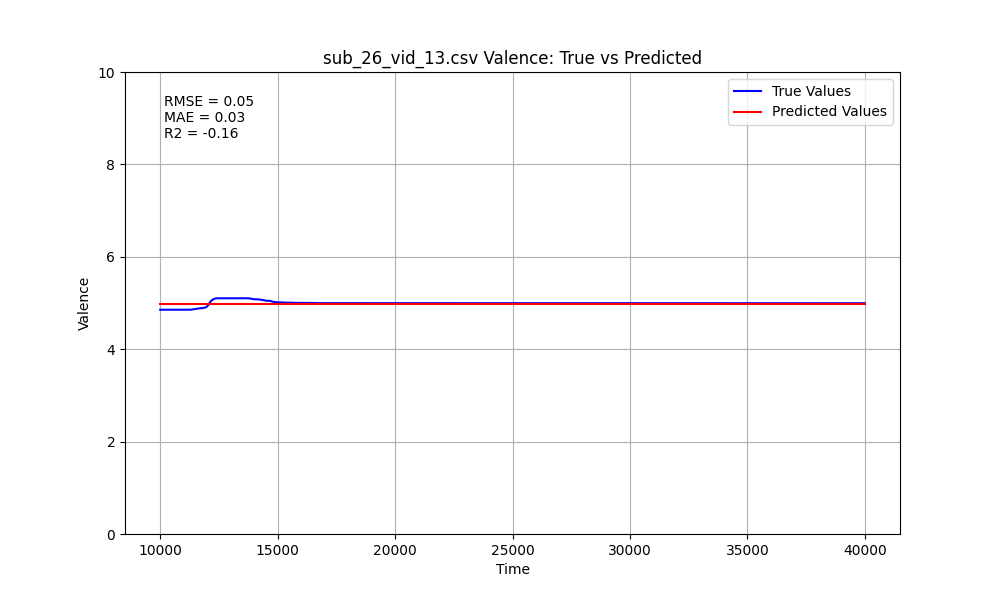 sub_26_vid_13.csv Valence: True vs Predicted
RMSE = 0.05
MAE = 0.03
R2 = -0.16
True Values
Predicted Values
10
8
6
4
2
0
Valence
10000
15000
20000
25000
30000
35000
40000
Time